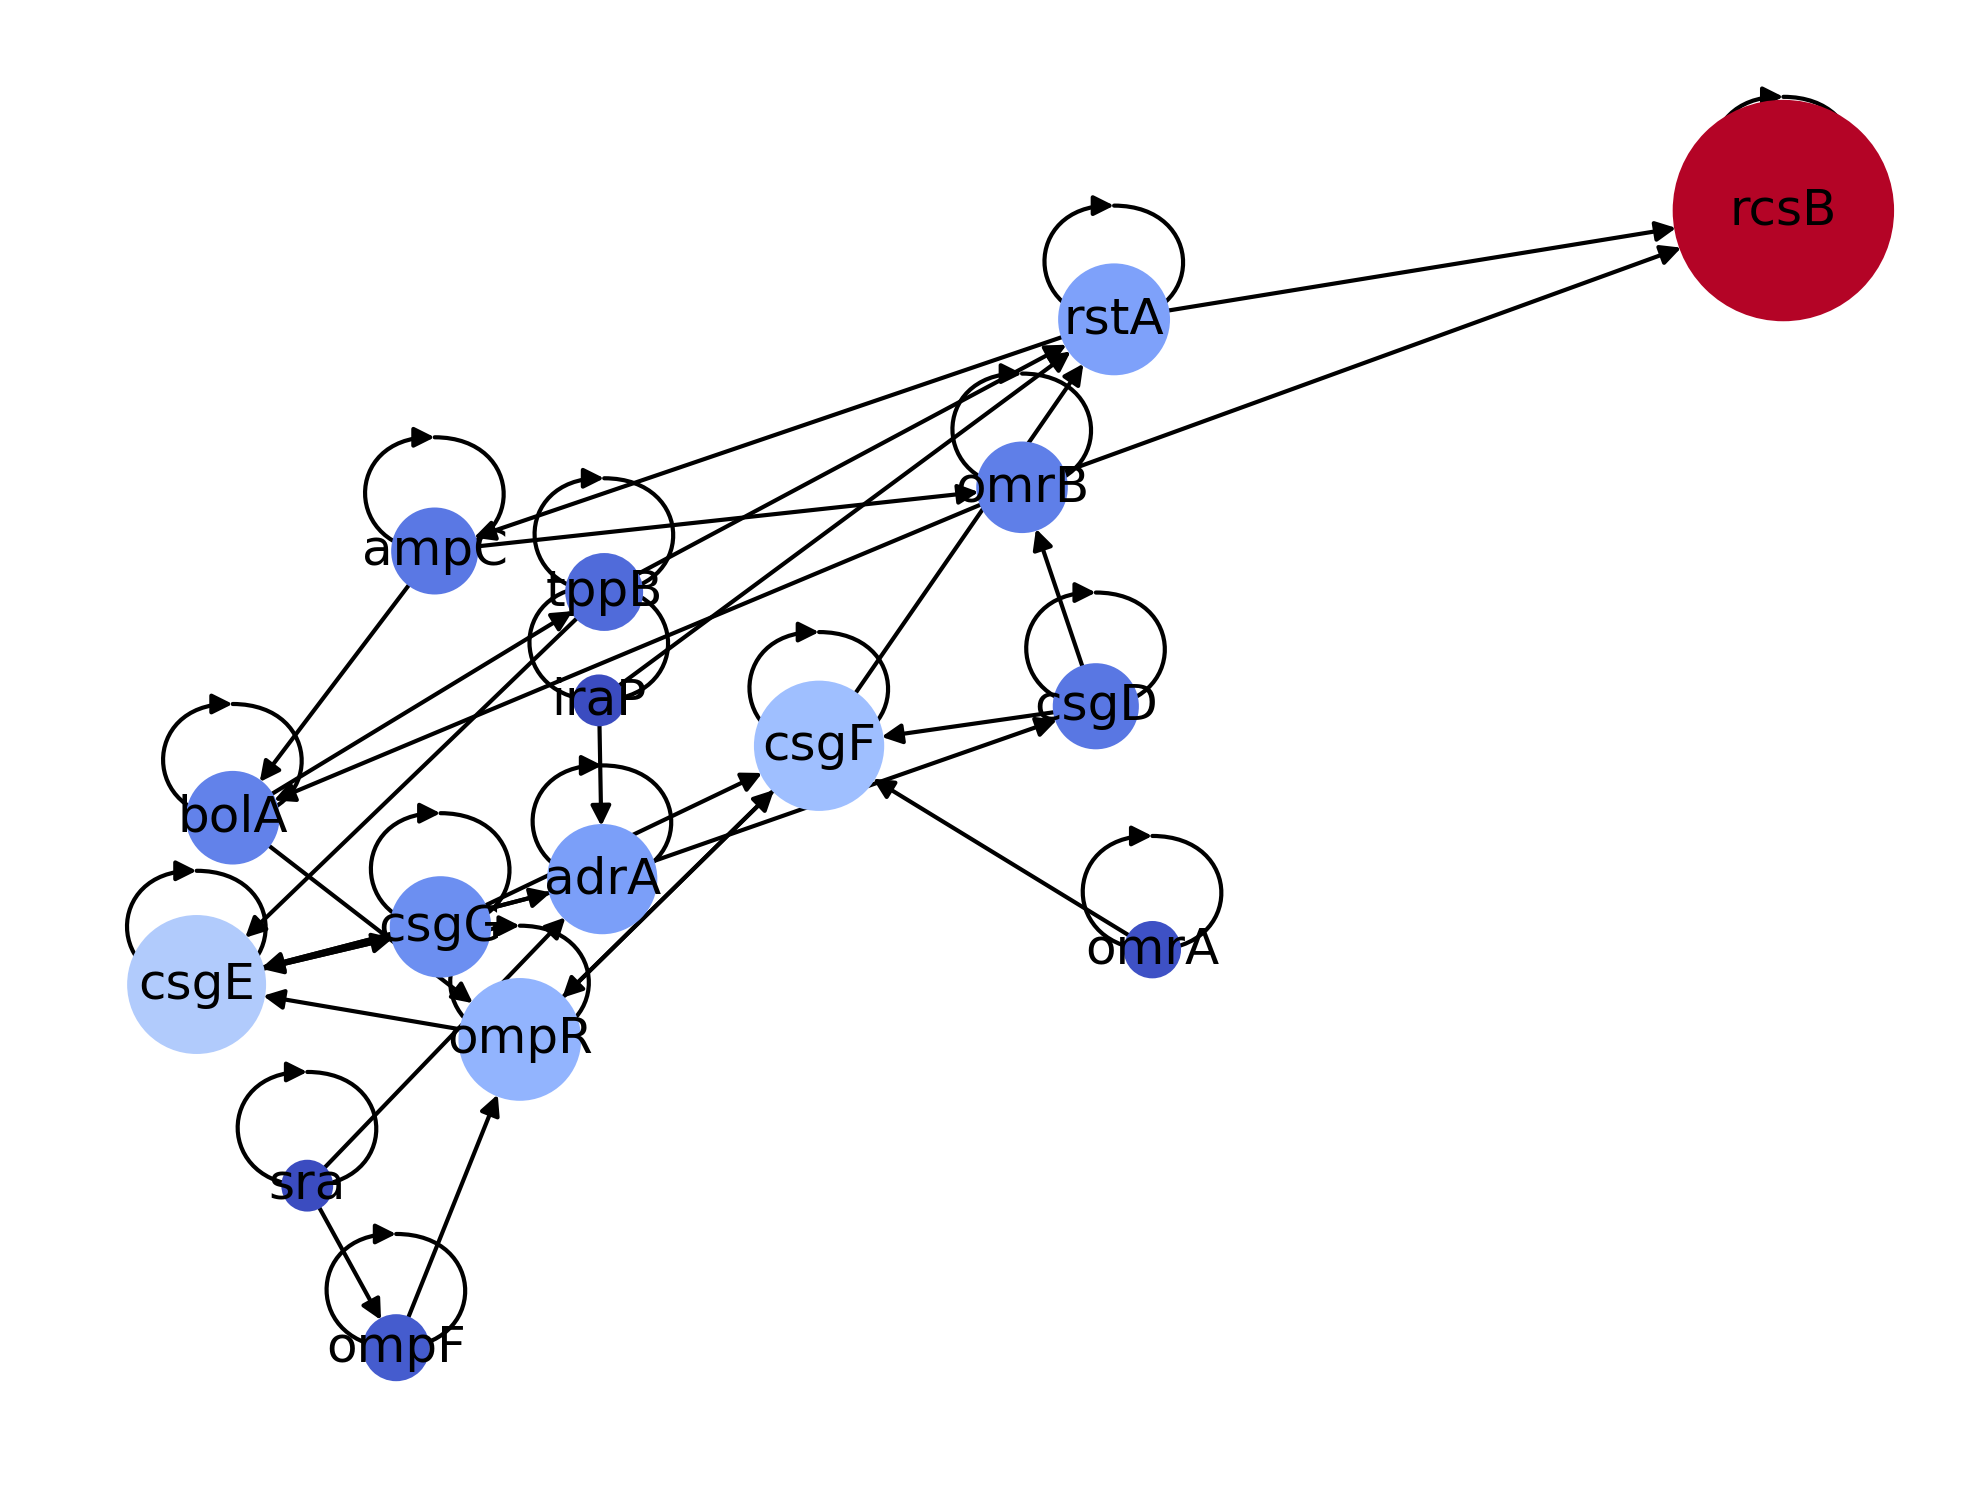 rcsB
rstA
omrB
ampC
tppB
iraP
csgD
csgF
bolA
adrA
csgG
omrA
csgE
ompR
sra
ompF